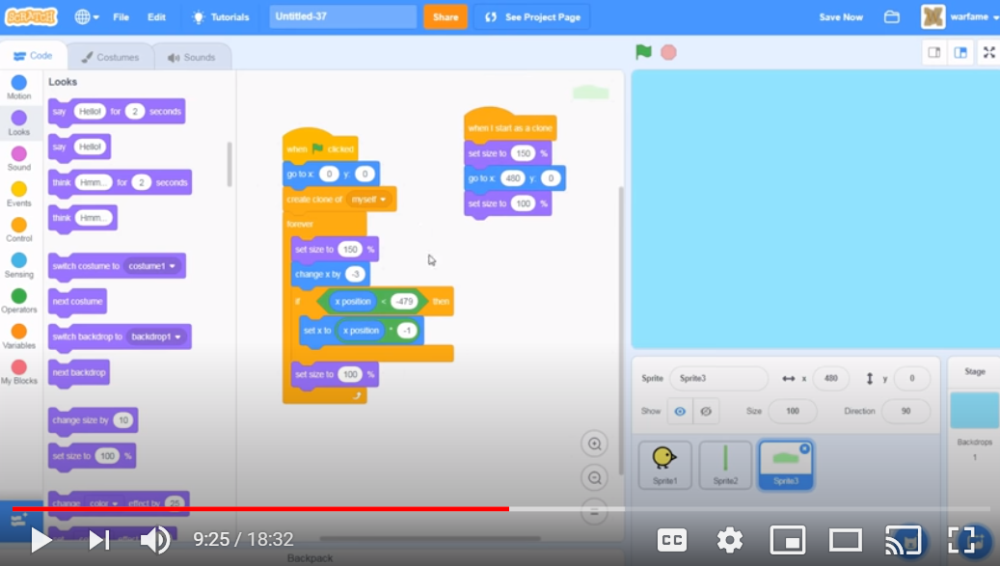 SCRATCH File Edit Tutorials Untitled-37 Share See Project Page Save Now warfame
Code Costumes Sounds
Motion
Looks
Sound
Events
Control
Sensing
Operators
Variables
My Blocks
Looks
say Hello! for 2 seconds
say Hello!
think Hmm... for 2 seconds
think Hmm...
switch costume to costume1
next costume
switch backdrop to backdrop1
next backdrop
change size by 10
set size to 100 %
change color effect by 25
when clicked
go to x: 0 y: 0
create clone of myself
forever
set size to 150 %
change x by -3
if x position < -479 then
set x to x position * -1
set size to 100 %
when I start as a clone
set size to 150 %
go to x: 480 y: 0
set size to 100 %
Sprite Sprite3 x 480 y 0
Show Size 100 Direction 90
Sprite1 Sprite2 Sprite3
Stage
Backdrops
1
Backpack
9:25 / 18:32 CC